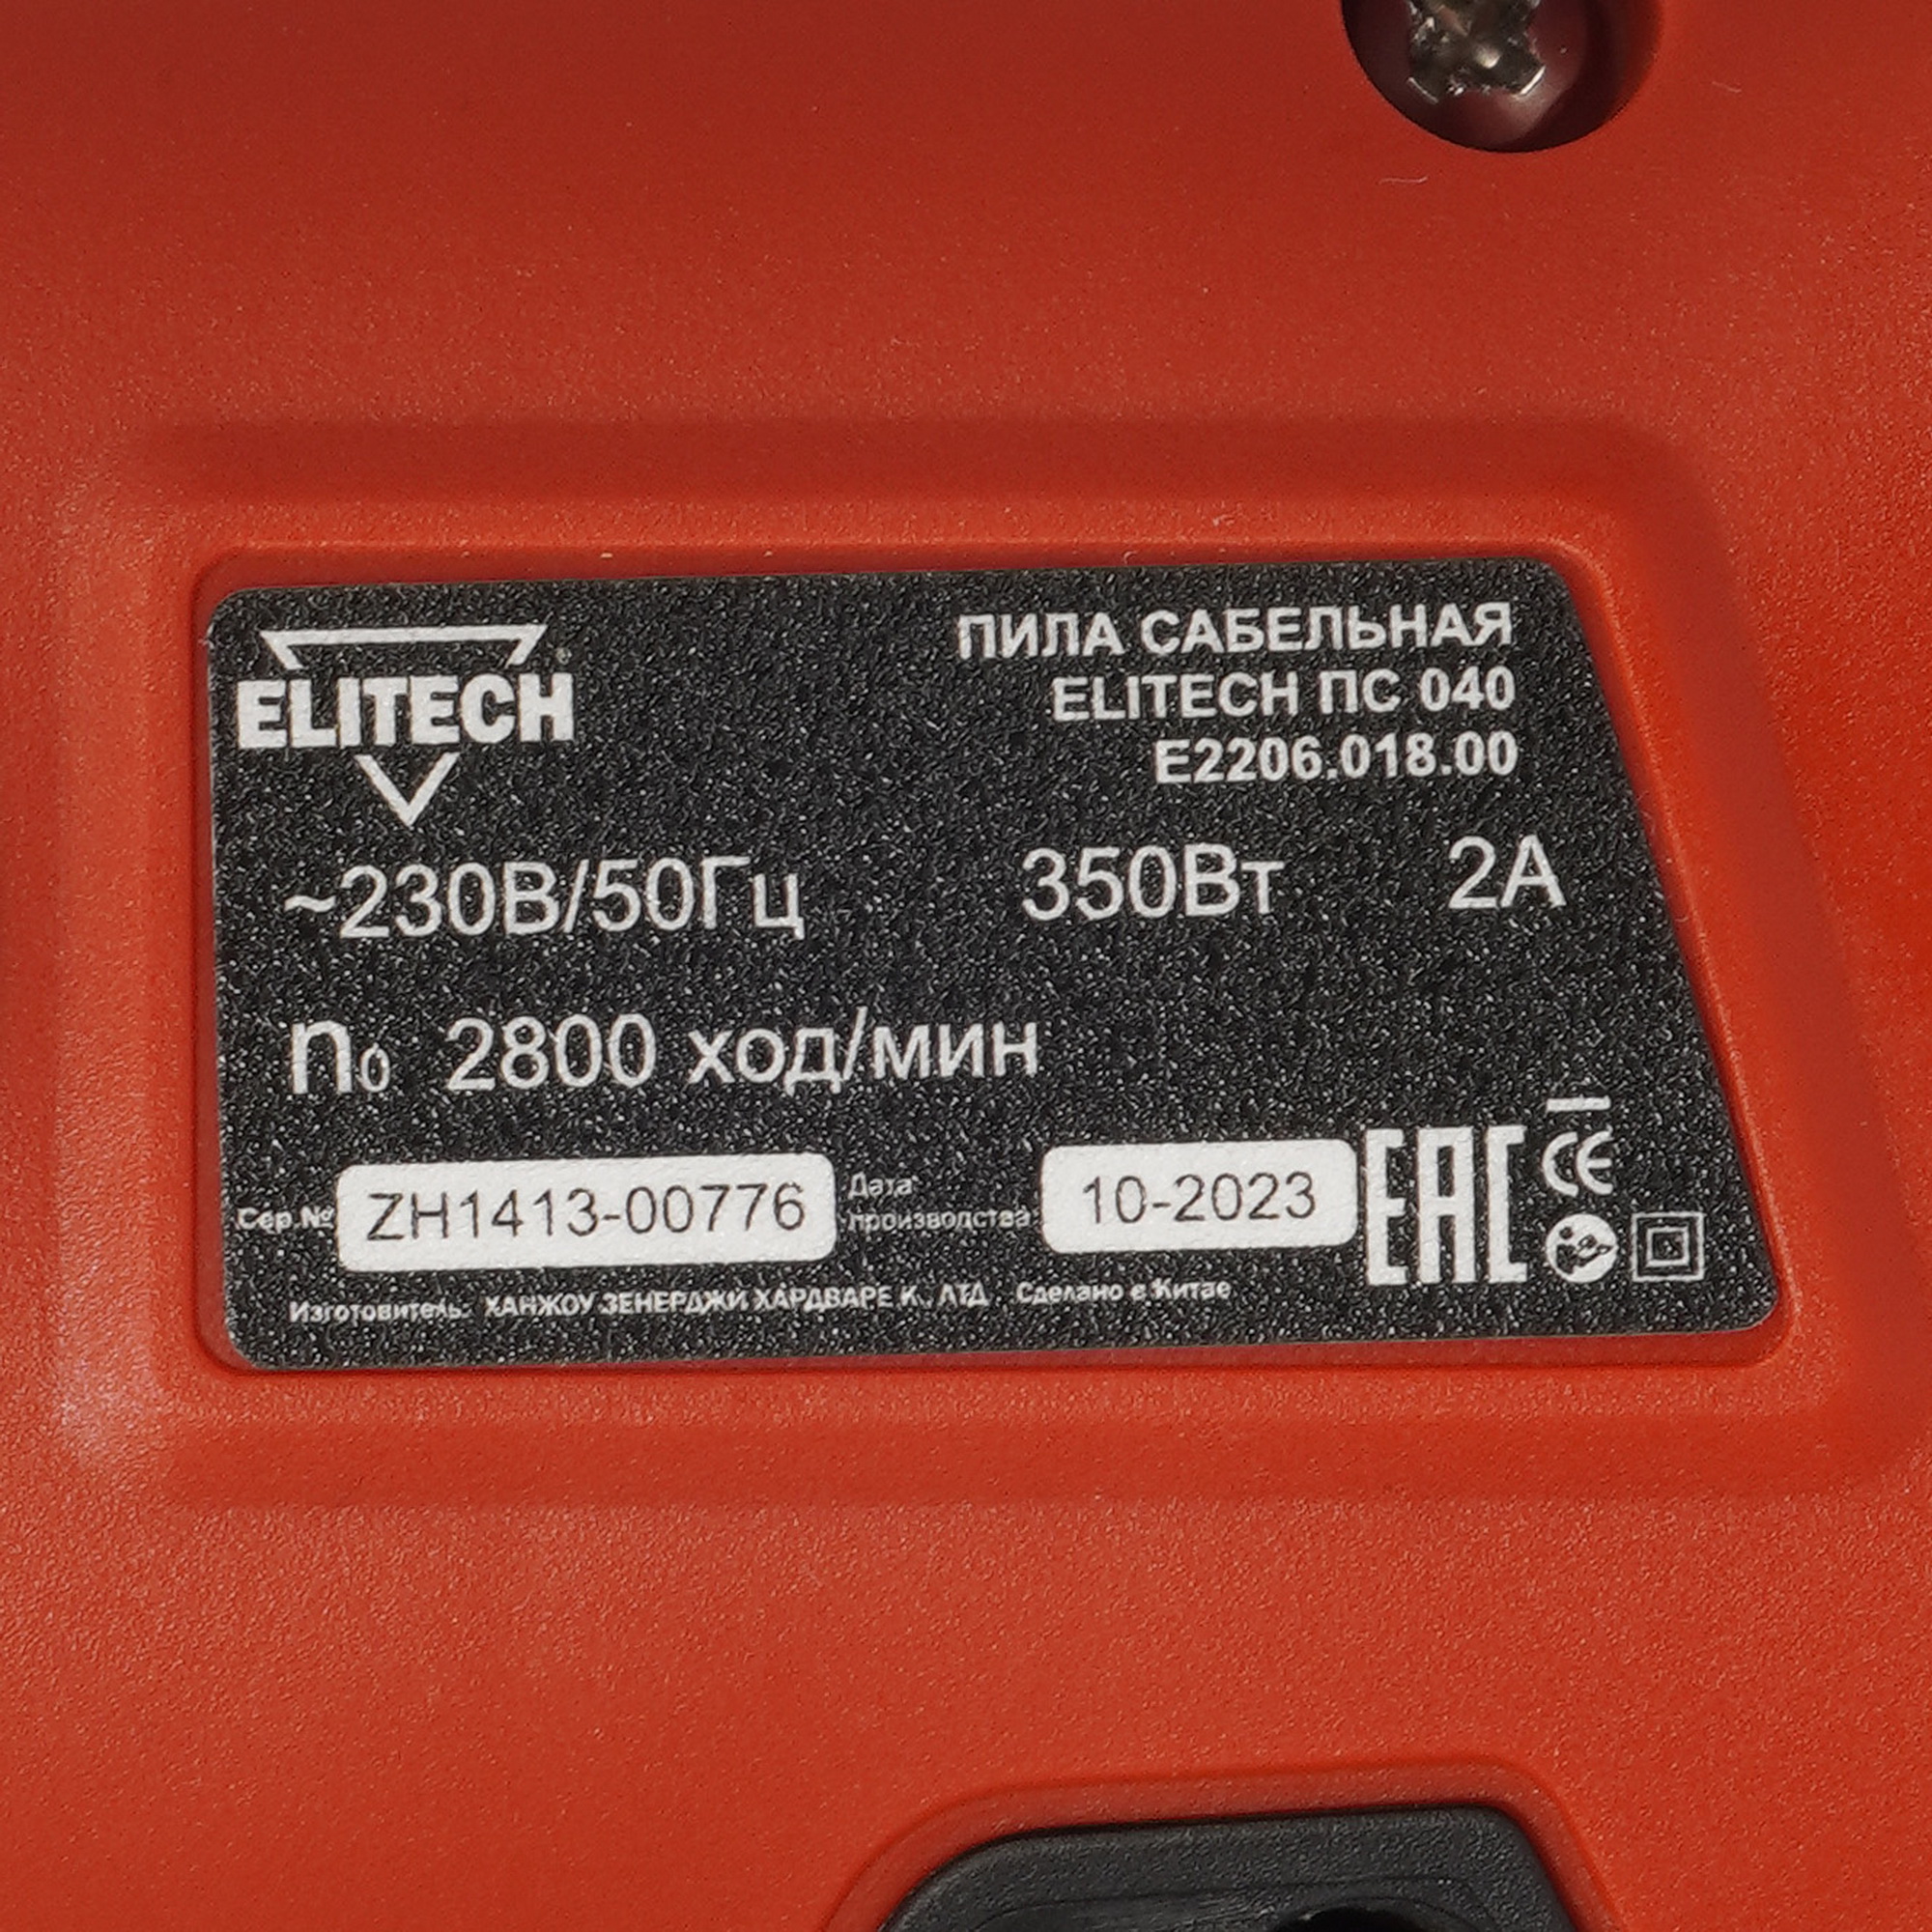 ELITECH
ПИЛА САБЕЛЬНАЯ
ELITECH ПС 040
E2206.018.00
~230В/50Гц 350Вт 2А
n₀ 2800 ход/мин
Сер.№ ZH1413-00776 Дата производства 10-2023 EAC CE
Изготовитель: ХАНЖОУ ЗЕНЕРДЖИ ХАРДВАРЕ К., ЛТД Сделано в Китае